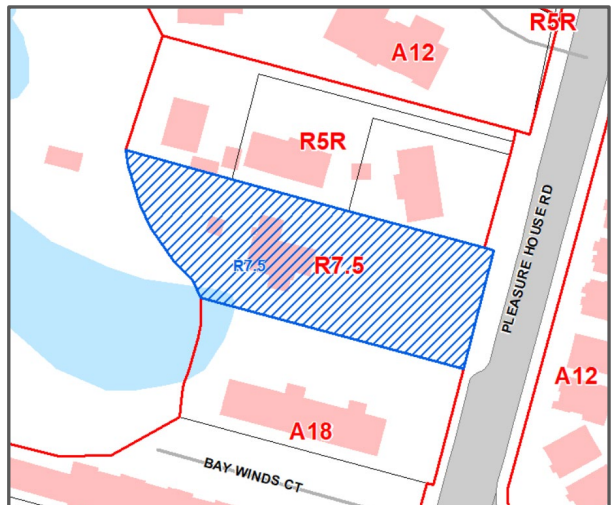 R5R
A12
R5R
R7.5
R7.5
PLEASURE HOUSE RD
A12
A18
BAY WINDS CT